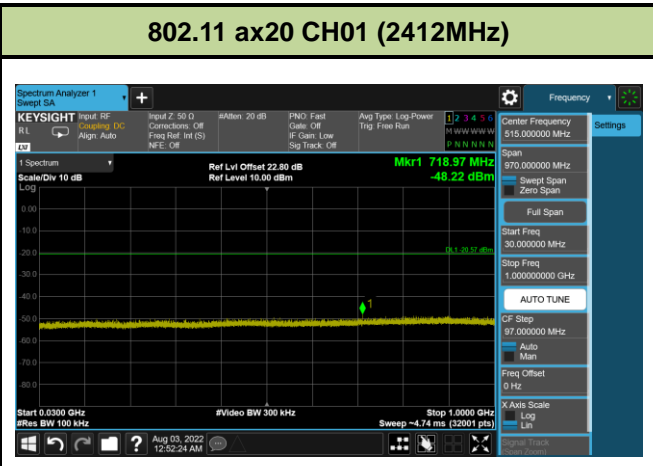 802.11 ax20 CH01 (2412MHz)
Spectrum Analyzer 1
Swept SA
+
Frequency
KEYSIGHT
RL
LXI
Input: RF
Coupling: DC
Align: Auto
Input Z: 50 Ω
Corrections: Off
Freq Ref: Int (S)
NFE: Off
#Atten: 20 dB
PNO: Fast
Gate: Off
IF Gain: Low
Sig Track: Off
Avg Type: Log-Power
Trig: Free Run
1 2 3 4 5 6
M W W W W W
P N N N N N
1 Spectrum
Scale/Div 10 dB
Log
Ref Lvl Offset 22.80 dB
Ref Level 10.00 dBm
Mkr1 718.97 MHz
-48.22 dBm
0.00
-10.0
-20.0
DL1 -20.57 dBm
-30.0
-40.0
1
-50.0
-60.0
-70.0
-80.0
Start 0.0300 GHz
#Res BW 100 kHz
#Video BW 300 kHz
Stop 1.0000 GHz
Sweep ~4.74 ms (32001 pts)
Aug 03, 2022
12:52:24 AM
?
Center Frequency
515.000000 MHz
Settings
Span
970.000000 MHz
Swept Span
Zero Span
Full Span
Start Freq
30.000000 MHz
Stop Freq
1.000000000 GHz
AUTO TUNE
CF Step
97.000000 MHz
Auto
Man
Freq Offset
0 Hz
X Axis Scale
Log
Lin
Signal Track
(Span Zoom)